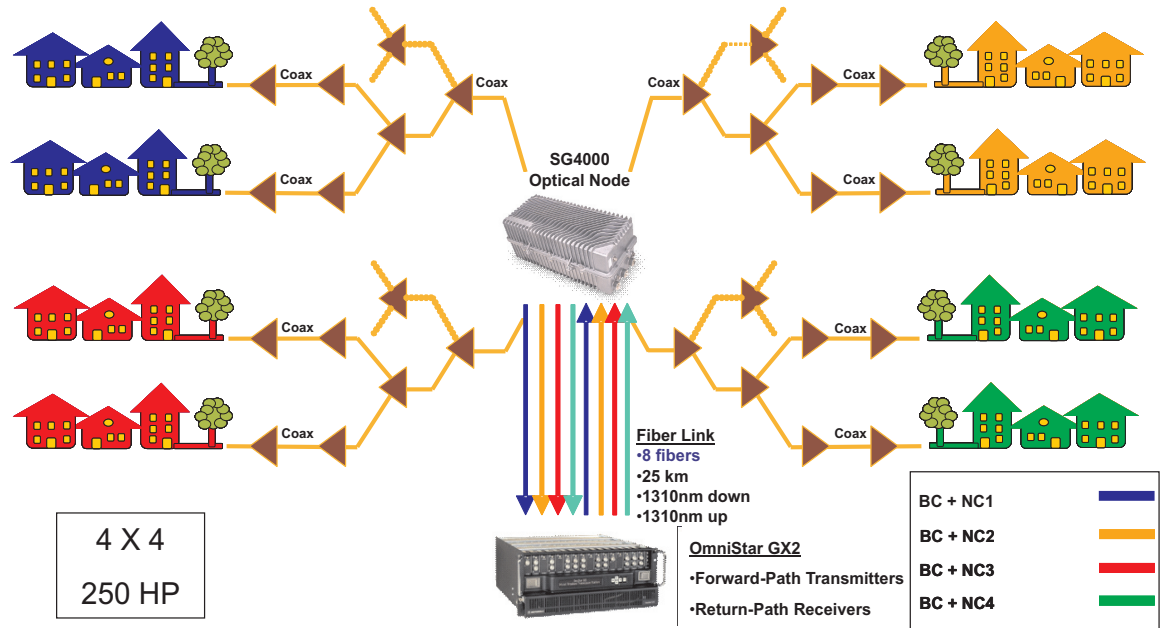 Coax
Coax
Coax
Coax
SG4000
Optical Node
Coax
Coax
Coax
Coax
Coax
Coax
Fiber Link
•8 fibers
•25 km
•1310nm down
•1310nm up
OmniStar GX2
•Forward-Path Transmitters
•Return-Path Receivers
4 X 4
250 HP
BC + NC1
BC + NC2
BC + NC3
BC + NC4